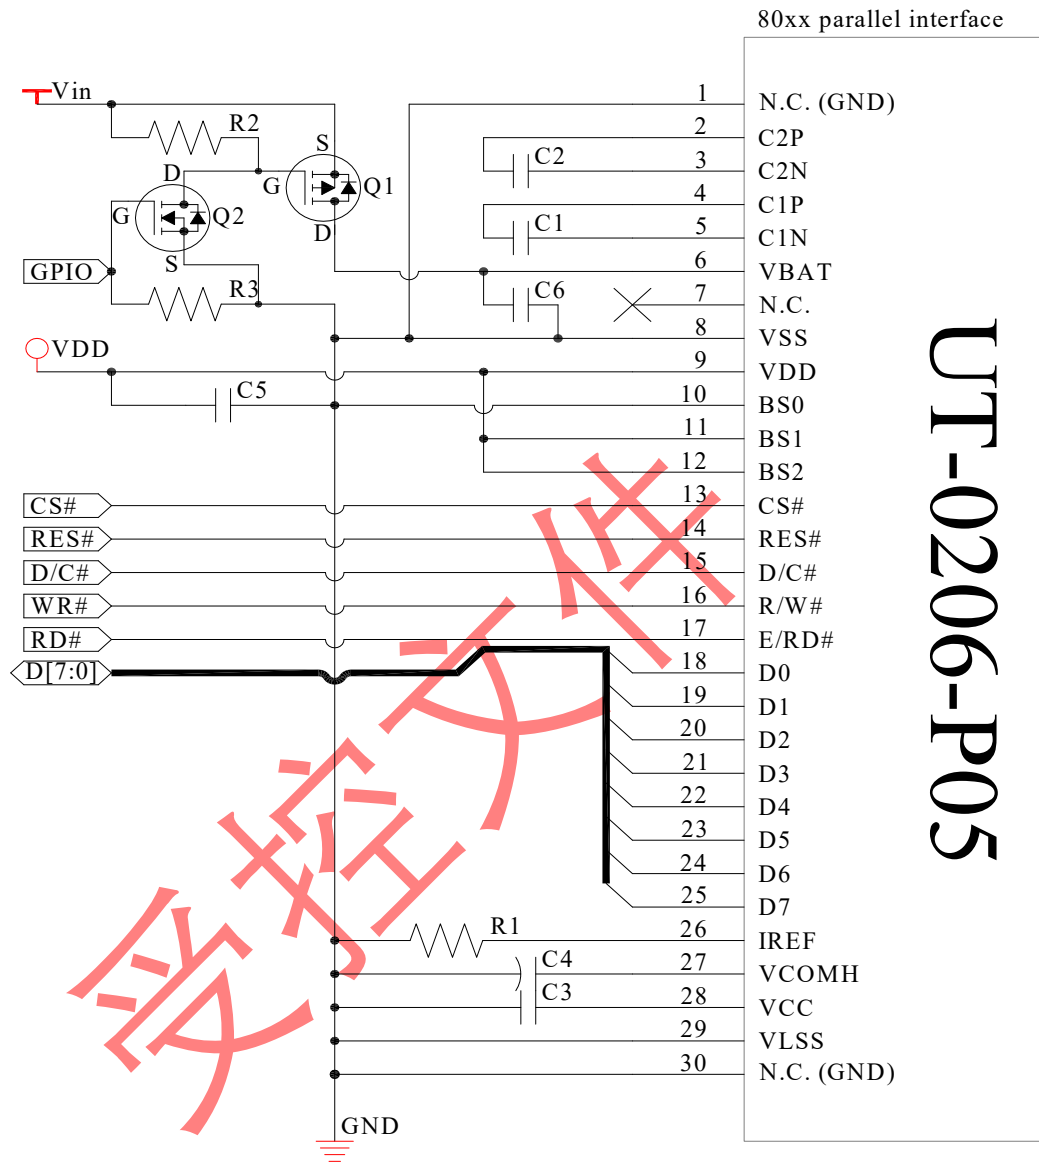 80xx parallel interface
Vin
R2
S
G
Q1
D
D
G
Q2
S
GPIO
R3
VDD
C5
C2
C1
C6
1 N.C. (GND)
2 C2P
3 C2N
4 C1P
5 C1N
6 VBAT
7 N.C.
8 VSS
9 VDD
10 BS0
11 BS1
12 BS2
CS# 13 CS#
RES# 14 RES#
D/C# 15 D/C#
WR# 16 R/W#
RD# 17 E/RD#
D[7:0] 18 D0
19 D1
20 D2
21 D3
22 D4
23 D5
24 D6
25 D7
R1 26 IREF
C4 27 VCOMH
C3 28 VCC
29 VLSS
30 N.C. (GND)
GND
UT-0206-P05
受控文件